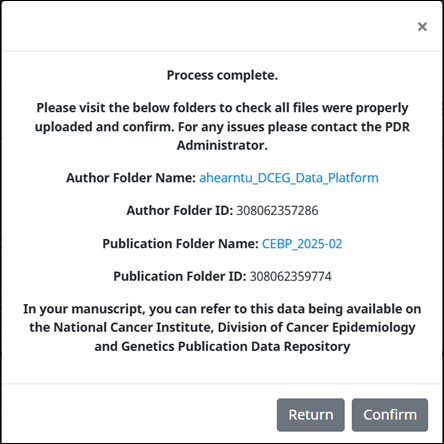 ×
Process complete.
Please visit the below folders to check all files were properly
uploaded and confirm. For any issues please contact the PDR
Administrator.
Author Folder Name: ahearntu_DCEG_Data_Platform
Author Folder ID: 308062357286
Publication Folder Name: CEBP_2025-02
Publication Folder ID: 308062359774
In your manuscript, you can refer to this data being available on
the National Cancer Institute, Division of Cancer Epidemiology
and Genetics Publication Data Repository
Return Confirm